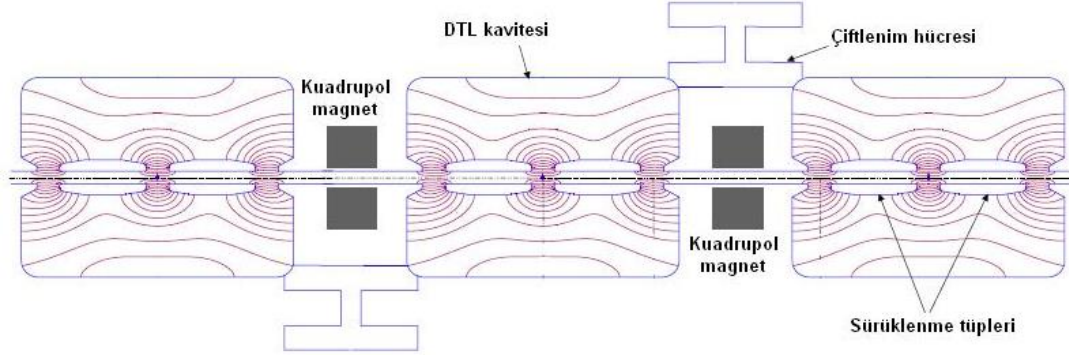 DTL kavitesi
Çiftlenim hücresi
Kuadrupol
magnet
Kuadrupol
magnet
Sürüklenme tüpleri